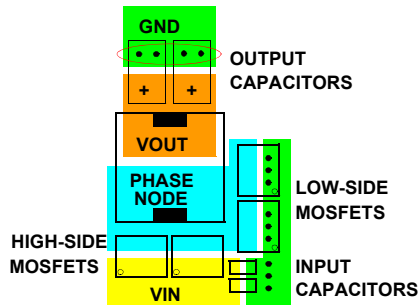 GND
OUTPUT
CAPACITORS
+ +
VOUT
PHASE
NODE
LOW-SIDE
MOSFETS
HIGH-SIDE
MOSFETS
INPUT
CAPACITORS
VIN